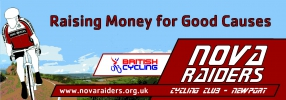 Raising Money for Good Causes
BRITISH
CYCLING
NOVA
RAIDERS
www.novaraiders.org.uk
CYCLING CLUB - NEWPORT